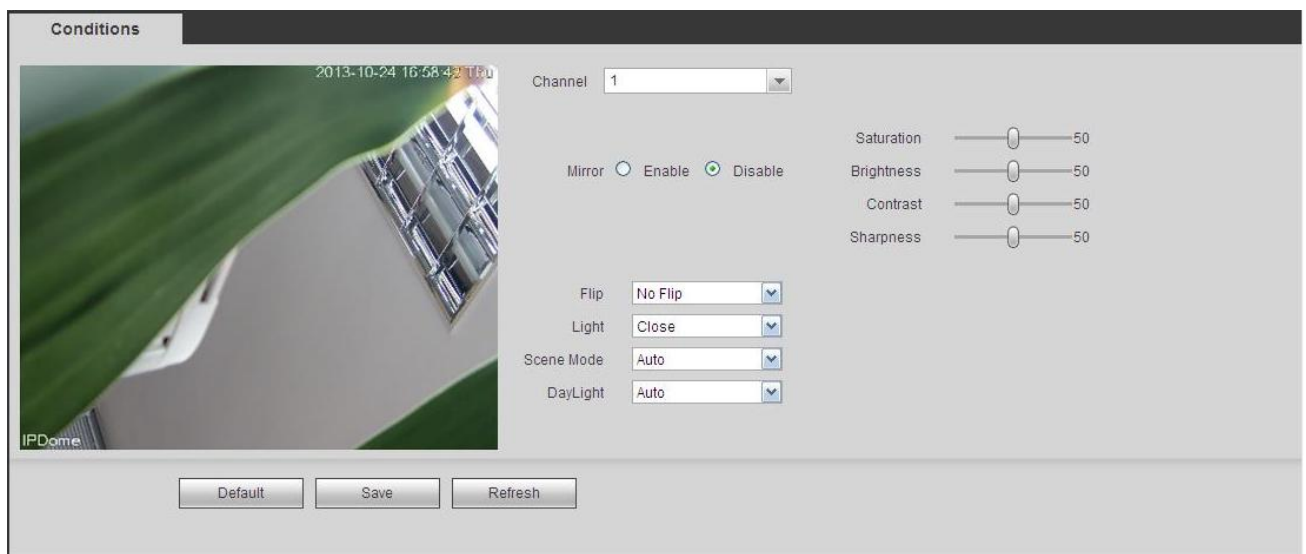 Conditions
2013-10-24 16:58:42 THU
IPDome
Channel 1
Mirror Enable Disable
Saturation 50
Brightness 50
Contrast 50
Sharpness 50
Flip No Flip
Light Close
Scene Mode Auto
DayLight Auto
Default Save Refresh